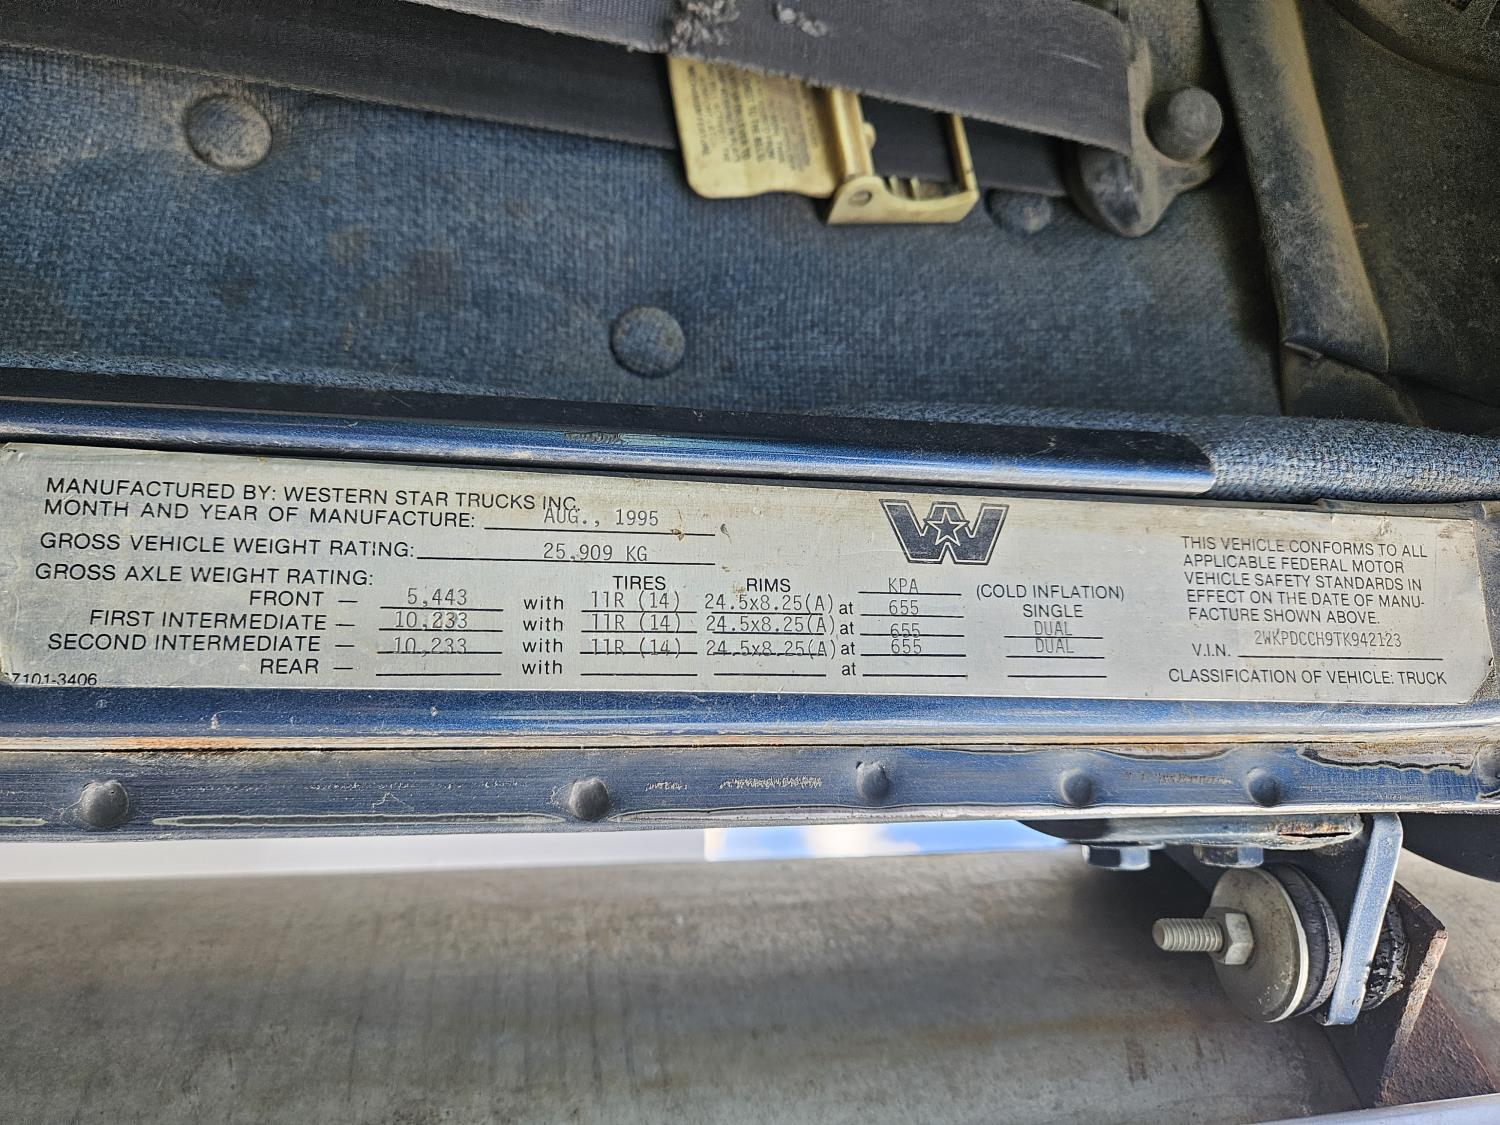 MANUFACTURED BY: WESTERN STAR TRUCKS INC.
MONTH AND YEAR OF MANUFACTURE: AUG., 1995
GROSS VEHICLE WEIGHT RATING: 25,909 KG
GROSS AXLE WEIGHT RATING:
TIRES RIMS KPA (COLD INFLATION)
FRONT — 5,443 with 11R (14) 24.5x8.25(A) at 655 SINGLE
FIRST INTERMEDIATE — 10,233 with 11R (14) 24.5x8.25(A) at 655 DUAL
SECOND INTERMEDIATE — 10,233 with 11R (14) 24.5x8.25(A) at 655 DUAL
REAR — with at
7101-3406
W
THIS VEHICLE CONFORMS TO ALL
APPLICABLE FEDERAL MOTOR
VEHICLE SAFETY STANDARDS IN
EFFECT ON THE DATE OF MANU-
FACTURE SHOWN ABOVE.
V.I.N. 2WKPDCCH9TK942123
CLASSIFICATION OF VEHICLE: TRUCK